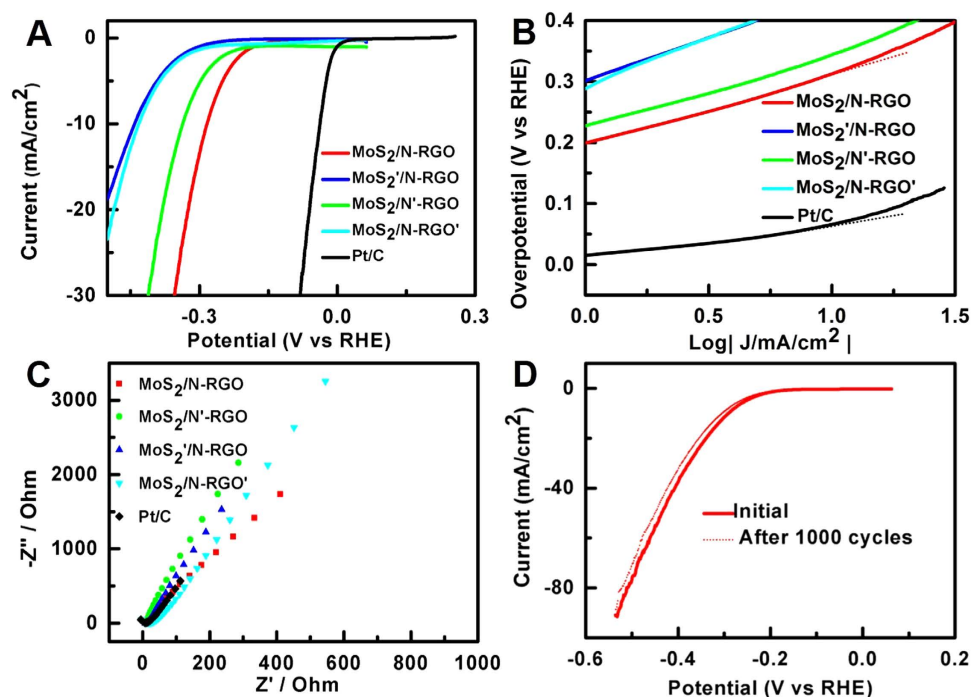 A
0
-10
-20
-30
Current (mA/cm²)
MoS₂/N-RGO
MoS₂'/N-RGO
MoS₂/N'-RGO
MoS₂/N-RGO'
Pt/C
-0.3
0.0
0.3
Potential (V vs RHE)
B
0.4
0.3
0.2
0.1
0.0
Overpotential (V vs RHE)
MoS₂/N-RGO
MoS₂'/N-RGO
MoS₂/N'-RGO
MoS₂/N-RGO'
Pt/C
0.0
0.5
1.0
1.5
Log| J/mA/cm² |
C
3000
2000
1000
0
-Z'' / Ohm
MoS₂/N-RGO
MoS₂/N'-RGO
MoS₂'/N-RGO
MoS₂/N-RGO'
Pt/C
0
200
400
600
800
1000
Z' / Ohm
D
0
-40
-80
Current (mA/cm²)
Initial
After 1000 cycles
-0.6
-0.4
-0.2
0.0
0.2
Potential (V vs RHE)